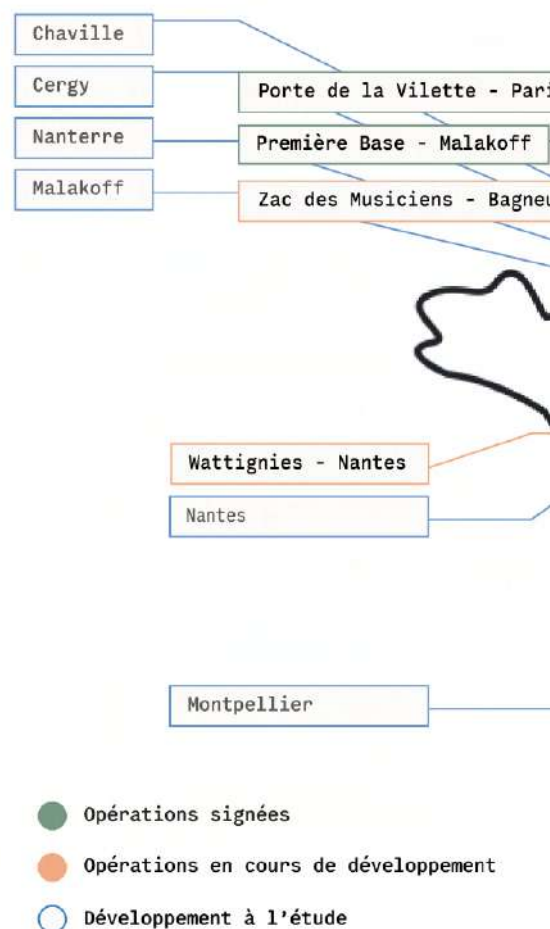 Chaville
Cergy
Porte de la Vilette - Pari
Nanterre
Première Base - Malakoff
Malakoff
Zac des Musiciens - Bagneu
Wattignies - Nantes
Nantes
Montpellier
Opérations signées
Opérations en cours de développement
Développement à l'étude